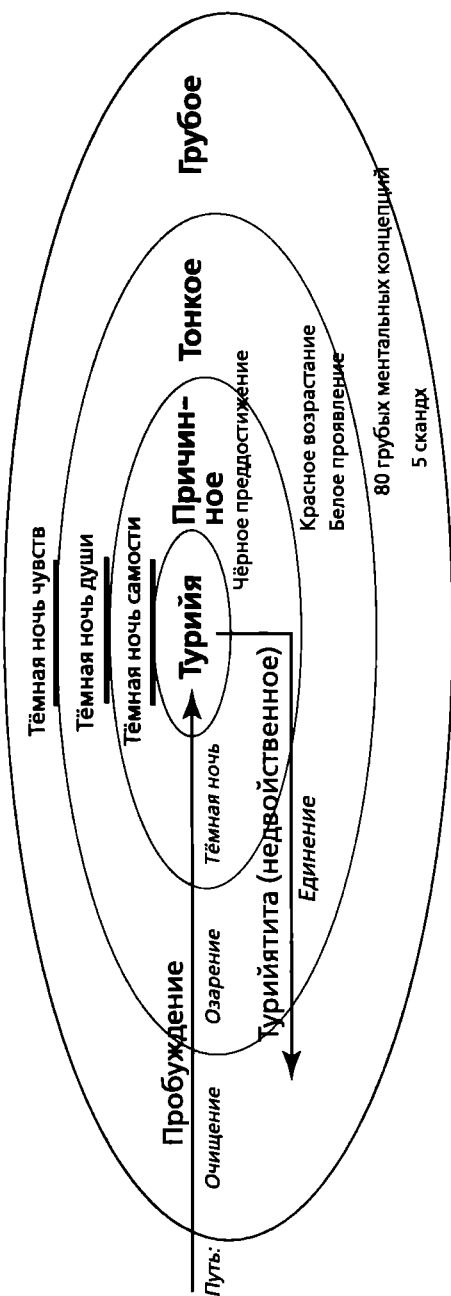 Тёмная ночь чувств
Тёмная ночь души
Тёмная ночь самости
Пробуждение
Путь:
Очищение
Озарение
Тёмная ночь
Турийя
Причин-
ное
Тонкое
Грубое
Чёрное преддостижение
Турийятита (недвойственное)
Единение
Красное возрастание
Белое проявление
80 грубых ментальных концепций
5 скандх